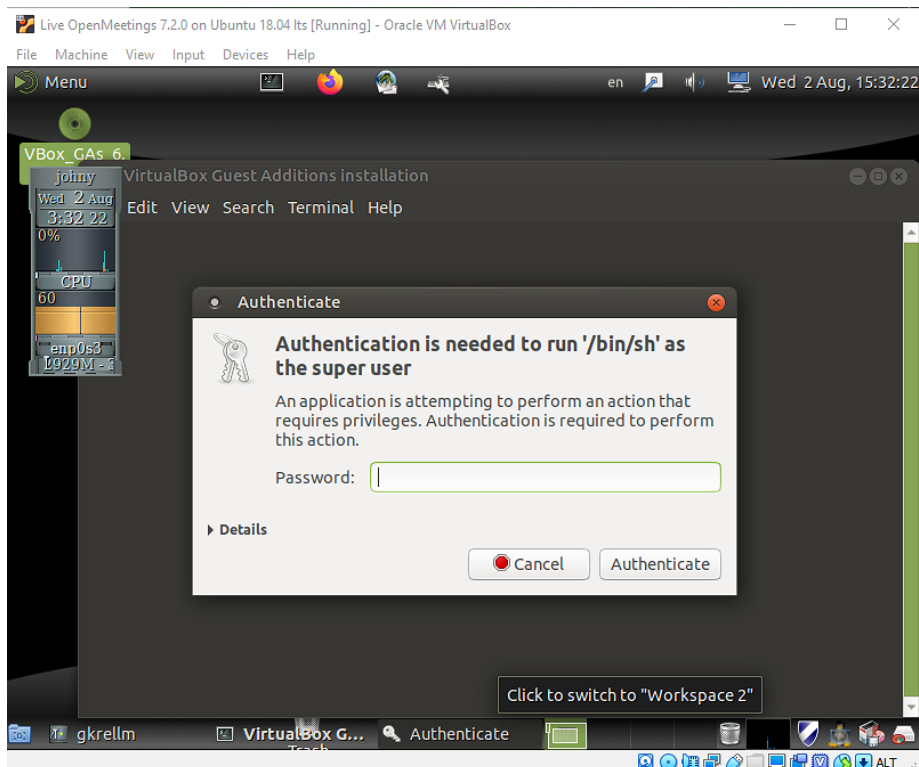 Live OpenMeetings 7.2.0 on Ubuntu 18.04 lts [Running] - Oracle VM VirtualBox
File Machine View Input Devices Help
Menu en Wed 2 Aug, 15:32:22
VBox_GAs_6.
johny
VirtualBox Guest Additions installation
Wed 2 Aug
3:32 22
Edit View Search Terminal Help
0%
CPU
60
enp0s3
Authenticate
Authentication is needed to run '/bin/sh' as
the super user
An application is attempting to perform an action that
requires privileges. Authentication is required to perform
this action.
Password:
Details
Cancel Authenticate
Click to switch to "Workspace 2"
gkrellm VirtualBox G... Authenticate
Trash
ALT